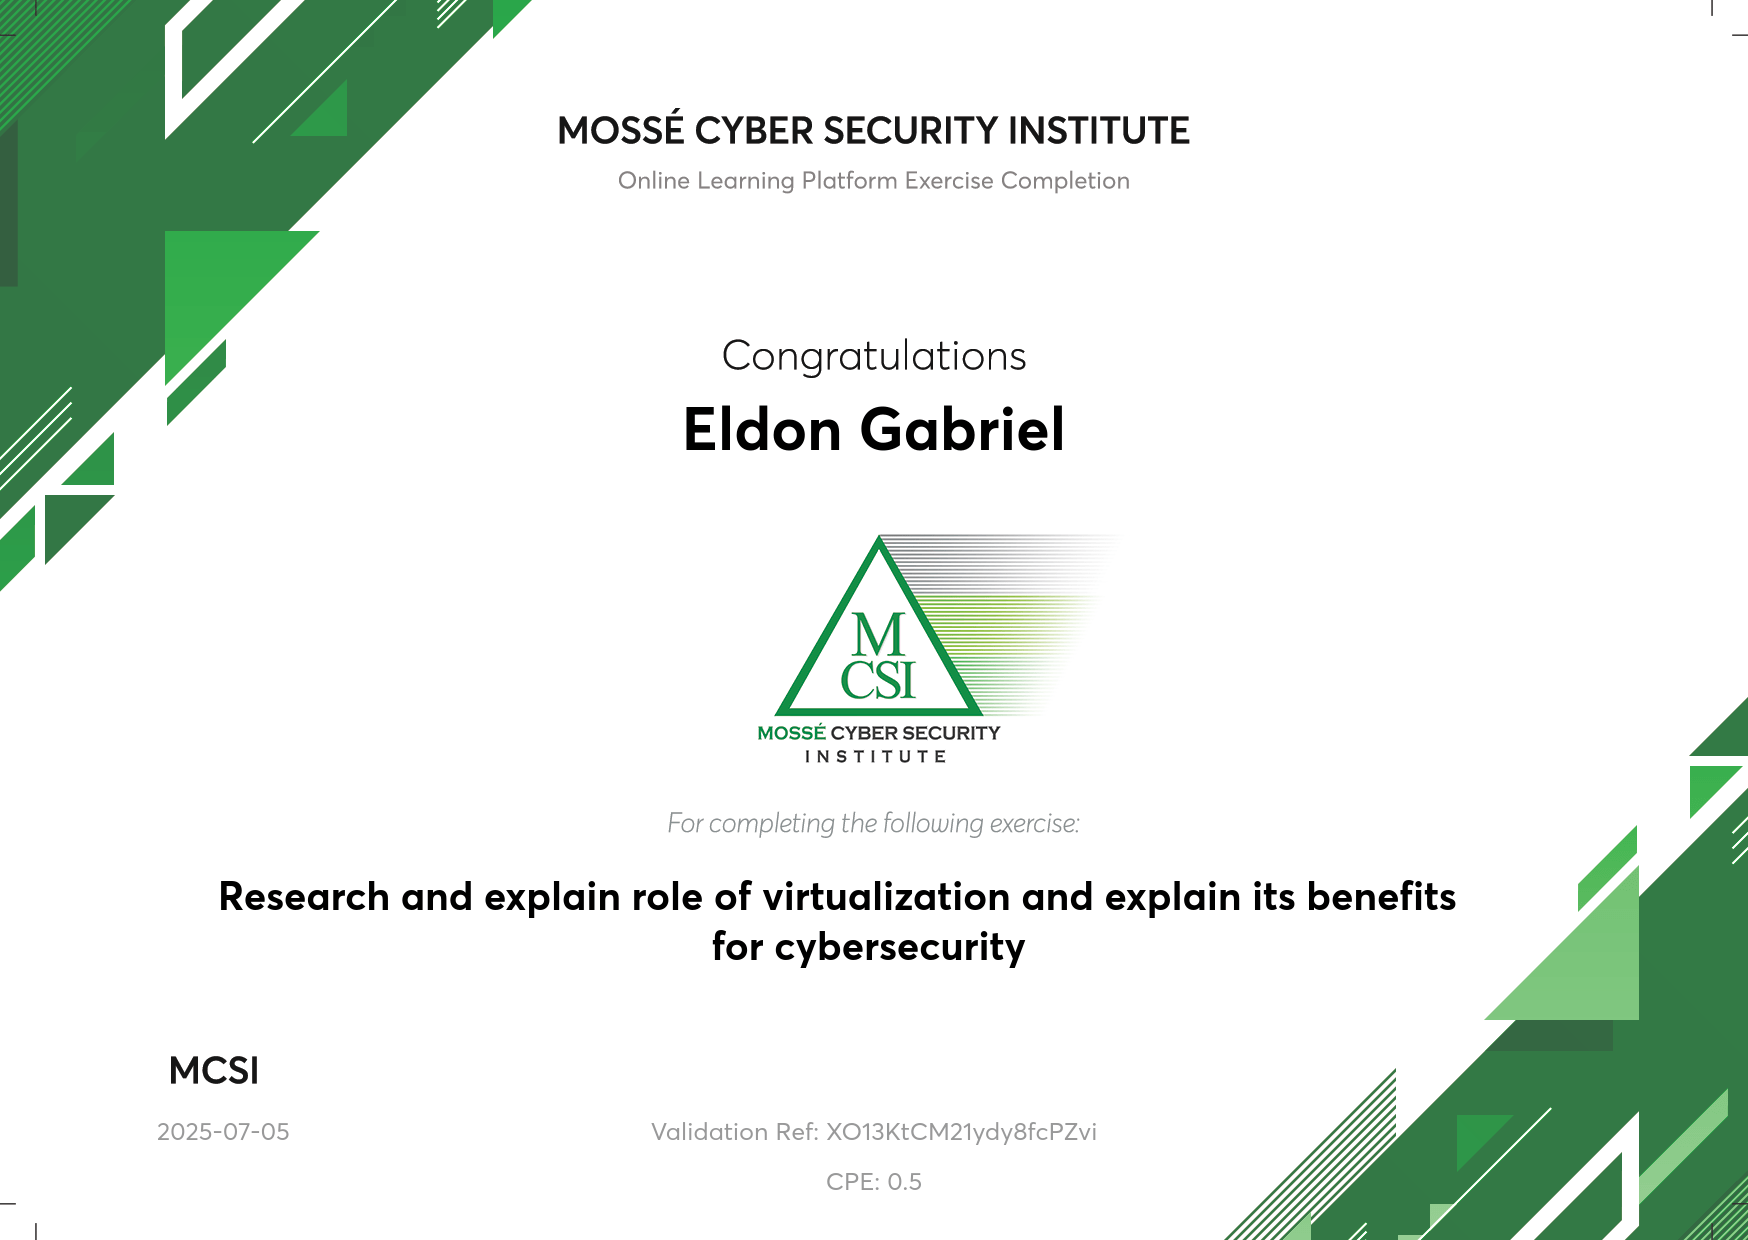 MOSSÉ CYBER SECURITY INSTITUTE
Online Learning Platform Exercise Completion
Congratulations
Eldon Gabriel
M
CSI
MOSSÉ CYBER SECURITY
INSTITUTE
For completing the following exercise:
Research and explain role of virtualization and explain its benefits
for cybersecurity
MCSI
2025-07-05
Validation Ref: XO13KtCM21ydy8fcPZvi
CPE: 0.5